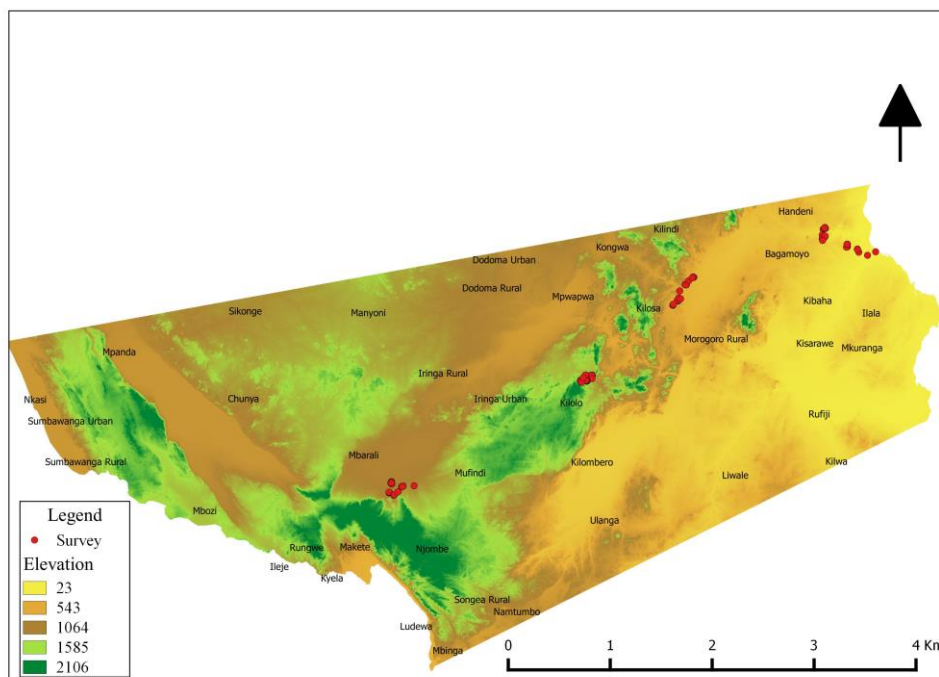 Handeni
Kilindi
Kongwa
Bagamoyo
Dodoma Urban
Dodoma Rural
Mpwapwa
Kibaha
Kilosa
Sikonge
Manyoni
Ilala
Morogoro Rural
Kisarawe
Mkuranga
Mpanda
Iringa Rural
Nkasi
Chunya
Iringa Urban
Kilolo
Sumbawanga Urban
Rufiji
Mbarali
Sumbawanga Rural
Kilombero
Kilwa
Mufindi
Liwale
Mbozi
Ulanga
Rungwe
Makete
Njombe
Ileje
Kyela
Songea Rural
Namtumbo
Ludewa
Mbinga
Legend
Survey
Elevation
23
543
1064
1585
2106
0 1 2 3 4 Km